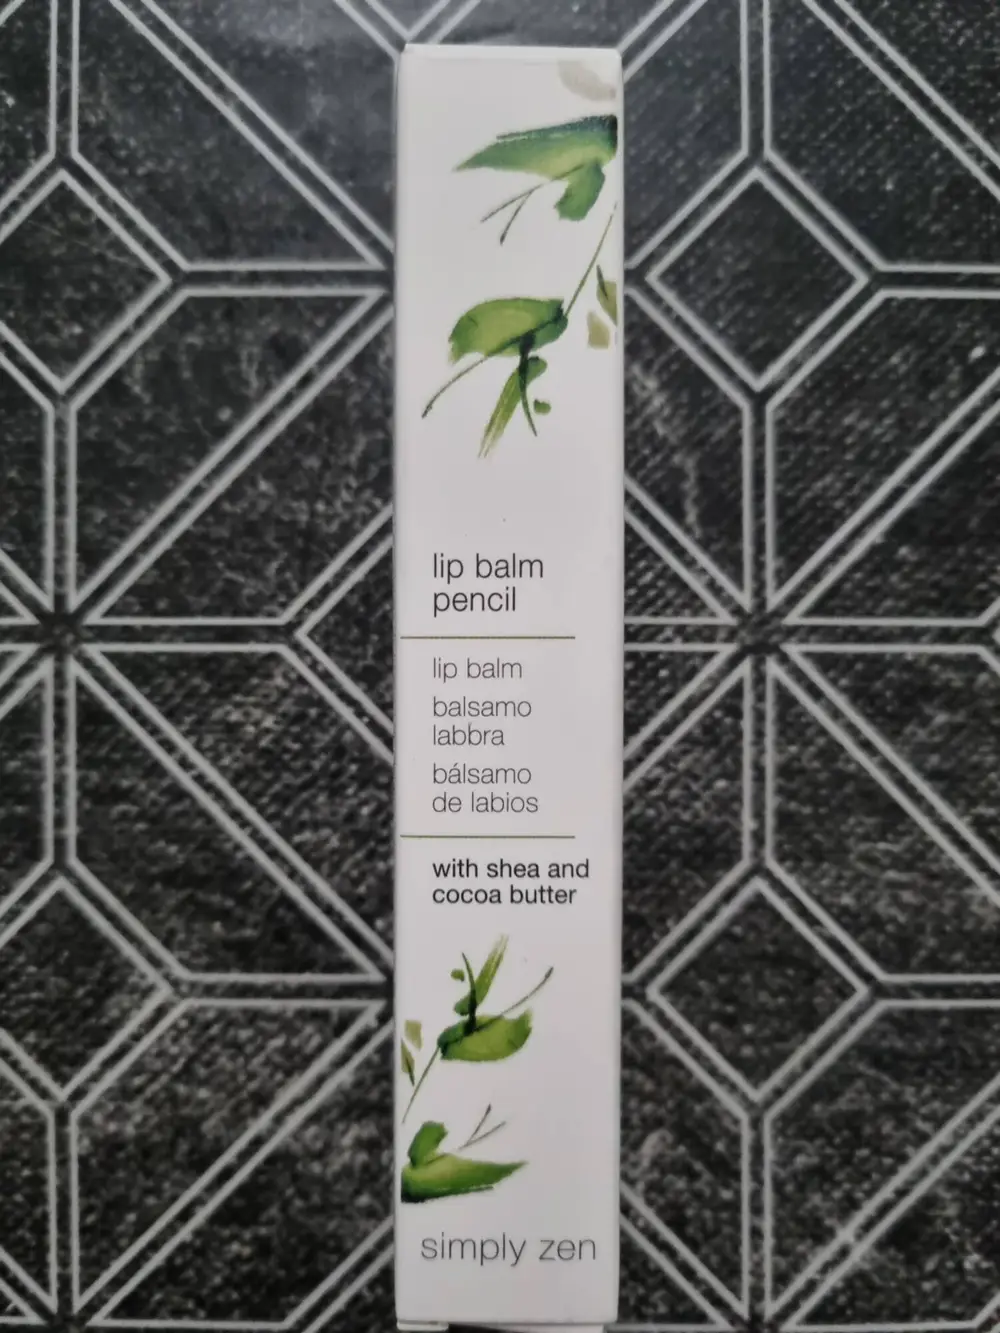 lip balm
pencil
lip balm
balsamo
labbra
bálsamo
de labios
with shea and
cocoa butter
simply zen